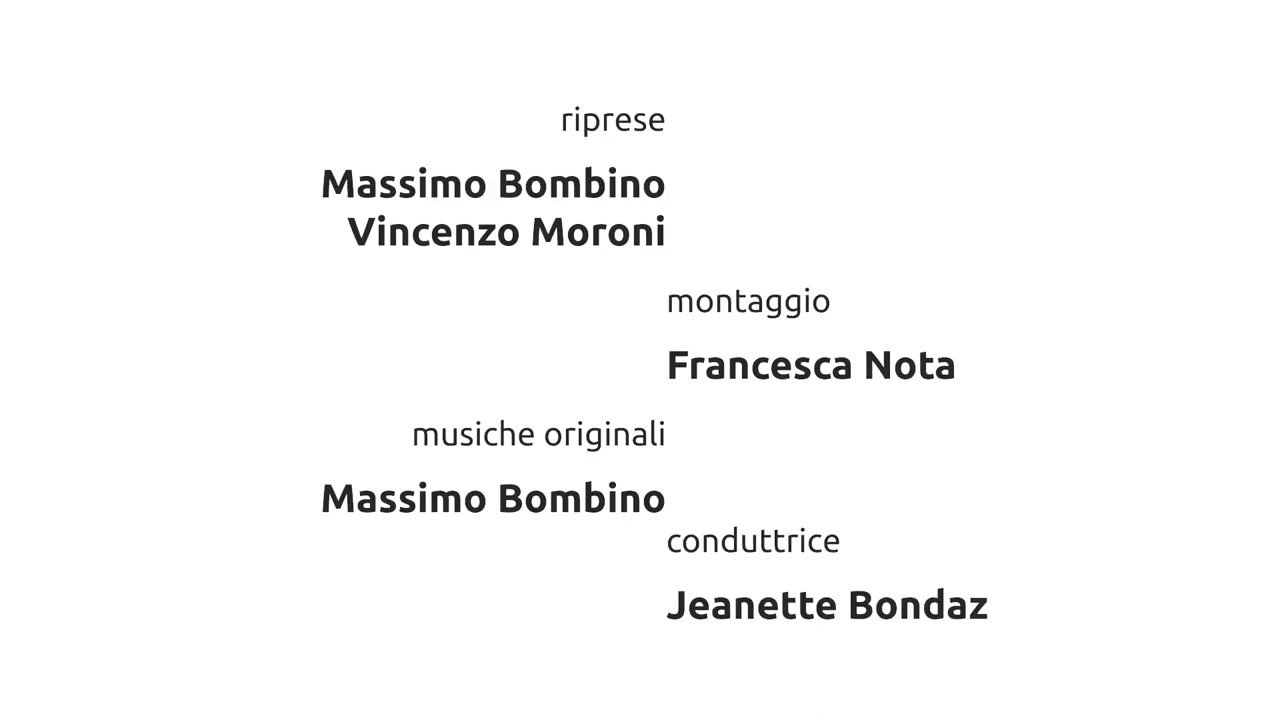 riprese
Massimo Bombino
Vincenzo Moroni
montaggio
Francesca Nota
musiche originali
Massimo Bombino
conduttrice
Jeanette Bondaz